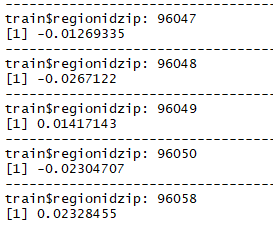 --------------------------------
train$regionidzip: 96047
[1] -0.01269335
--------------------------------
train$regionidzip: 96048
[1] -0.0267122
--------------------------------
train$regionidzip: 96049
[1] 0.01417143
--------------------------------
train$regionidzip: 96050
[1] -0.02304707
--------------------------------
train$regionidzip: 96058
[1] 0.02328455